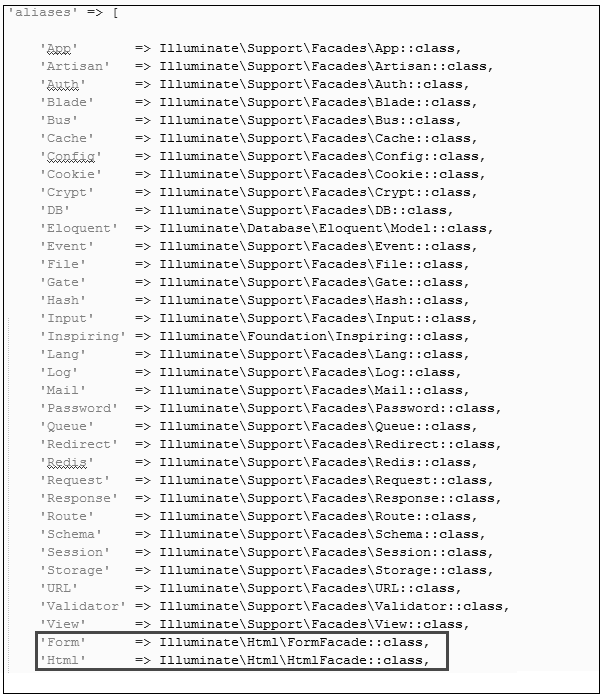 'aliases' => [
'App' => Illuminate\Support\Facades\App::class,
'Artisan' => Illuminate\Support\Facades\Artisan::class,
'Auth' => Illuminate\Support\Facades\Auth::class,
'Blade' => Illuminate\Support\Facades\Blade::class,
'Bus' => Illuminate\Support\Facades\Bus::class,
'Cache' => Illuminate\Support\Facades\Cache::class,
'Config' => Illuminate\Support\Facades\Config::class,
'Cookie' => Illuminate\Support\Facades\Cookie::class,
'Crypt' => Illuminate\Support\Facades\Crypt::class,
'DB' => Illuminate\Support\Facades\DB::class,
'Eloquent' => Illuminate\Database\Eloquent\Model::class,
'Event' => Illuminate\Support\Facades\Event::class,
'File' => Illuminate\Support\Facades\File::class,
'Gate' => Illuminate\Support\Facades\Gate::class,
'Hash' => Illuminate\Support\Facades\Hash::class,
'Input' => Illuminate\Support\Facades\Input::class,
'Inspiring' => Illuminate\Foundation\Inspiring::class,
'Lang' => Illuminate\Support\Facades\Lang::class,
'Log' => Illuminate\Support\Facades\Log::class,
'Mail' => Illuminate\Support\Facades\Mail::class,
'Password' => Illuminate\Support\Facades\Password::class,
'Queue' => Illuminate\Support\Facades\Queue::class,
'Redirect' => Illuminate\Support\Facades\Redirect::class,
'Redis' => Illuminate\Support\Facades\Redis::class,
'Request' => Illuminate\Support\Facades\Request::class,
'Response' => Illuminate\Support\Facades\Response::class,
'Route' => Illuminate\Support\Facades\Route::class,
'Schema' => Illuminate\Support\Facades\Schema::class,
'Session' => Illuminate\Support\Facades\Session::class,
'Storage' => Illuminate\Support\Facades\Storage::class,
'URL' => Illuminate\Support\Facades\URL::class,
'Validator' => Illuminate\Support\Facades\Validator::class,
'View' => Illuminate\Support\Facades\View::class,
'Form' => Illuminate\Html\FormFacade::class,
'Html' => Illuminate\Html\HtmlFacade::class,